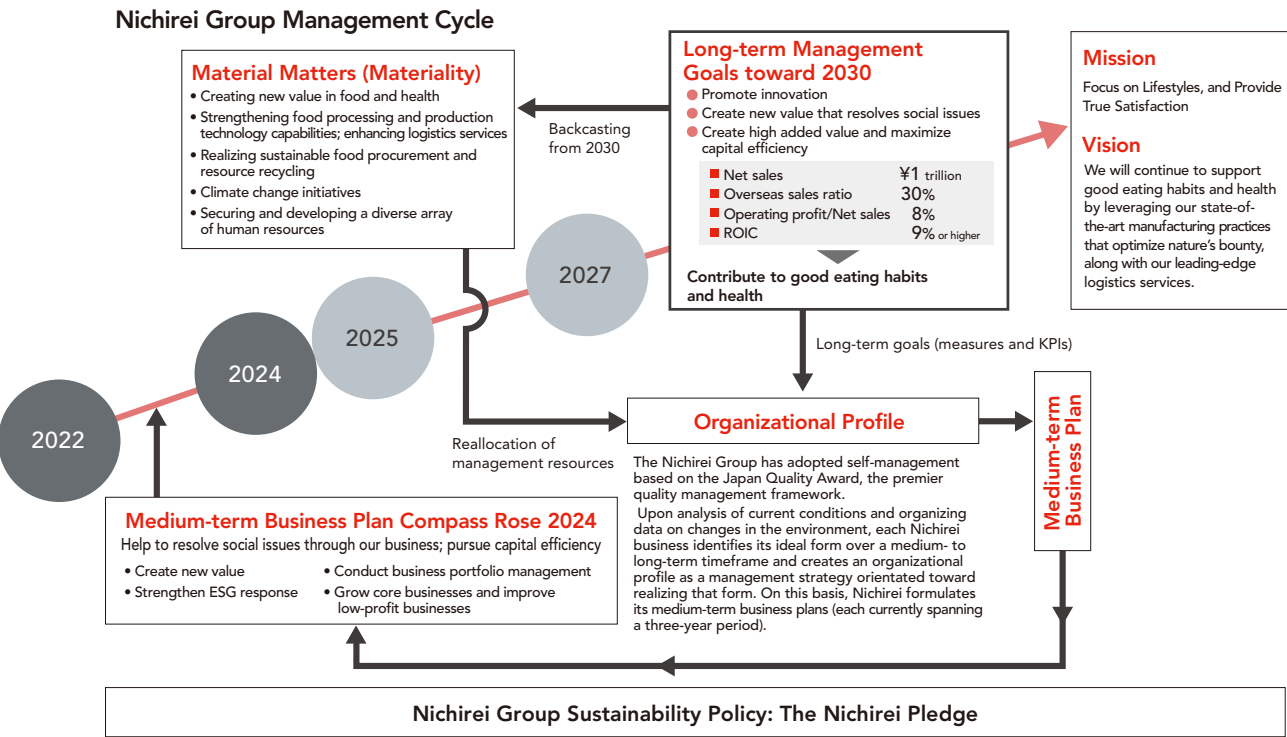 Nichirei Group Management Cycle
Material Matters (Materiality)
• Creating new value in food and health
• Strengthening food processing and production
technology capabilities; enhancing logistics services
• Realizing sustainable food procurement and
resource recycling
• Climate change initiatives
• Securing and developing a diverse array
of human resources
Backcasting
from 2030
Long-term Management
Goals toward 2030
● Promote innovation
● Create new value that resolves social issues
● Create high added value and maximize
capital efficiency
■ Net sales ¥1 trillion
■ Overseas sales ratio 30%
■ Operating profit/Net sales 8%
■ ROIC 9% or higher
Contribute to good eating habits
and health
Mission
Focus on Lifestyles, and Provide
True Satisfaction
Vision
We will continue to support
good eating habits and health
by leveraging our state-of-
the-art manufacturing practices
that optimize nature's bounty,
along with our leading-edge
logistics services.
2022
2024
2025
2027
Long-term goals (measures and KPIs)
Reallocation of
management resources
Organizational Profile
The Nichirei Group has adopted self-management
based on the Japan Quality Award, the premier
quality management framework.
Upon analysis of current conditions and organizing
data on changes in the environment, each Nichirei
business identifies its ideal form over a medium- to
long-term timeframe and creates an organizational
profile as a management strategy orientated toward
realizing that form. On this basis, Nichirei formulates
its medium-term business plans (each currently spanning
a three-year period).
Medium-term
Business Plan
Medium-term Business Plan Compass Rose 2024
Help to resolve social issues through our business; pursue capital efficiency
• Create new value
• Strengthen ESG response
• Conduct business portfolio management
• Grow core businesses and improve
low-profit businesses
Nichirei Group Sustainability Policy: The Nichirei Pledge